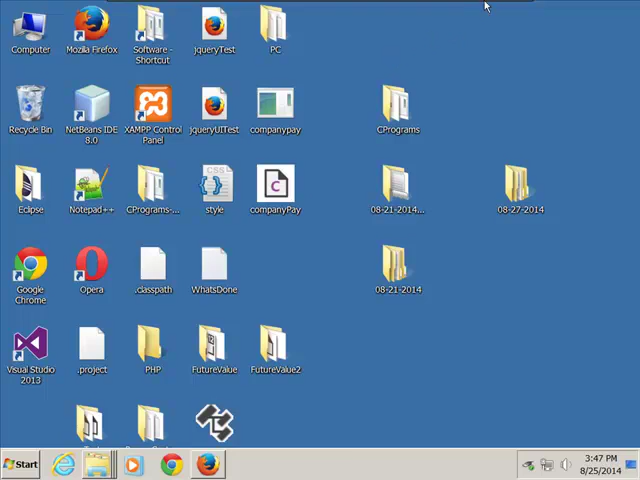 Computer
Mozilla Firefox
Software -
Shortcut
jqueryTest
PC
Recycle Bin
NetBeans IDE
8.0
XAMPP Control
Panel
jqueryUITest
companypay
CPrograms
Eclipse
Notepad++
CPrograms-...
CSS
style
C
companyPay
08-21-2014...
08-27-2014
Google
Chrome
Opera
.classpath
WhatsDone
08-21-2014
Visual Studio
2013
.project
PHP
FutureValue
FutureValue2
Start
3:47 PM
8/25/2014